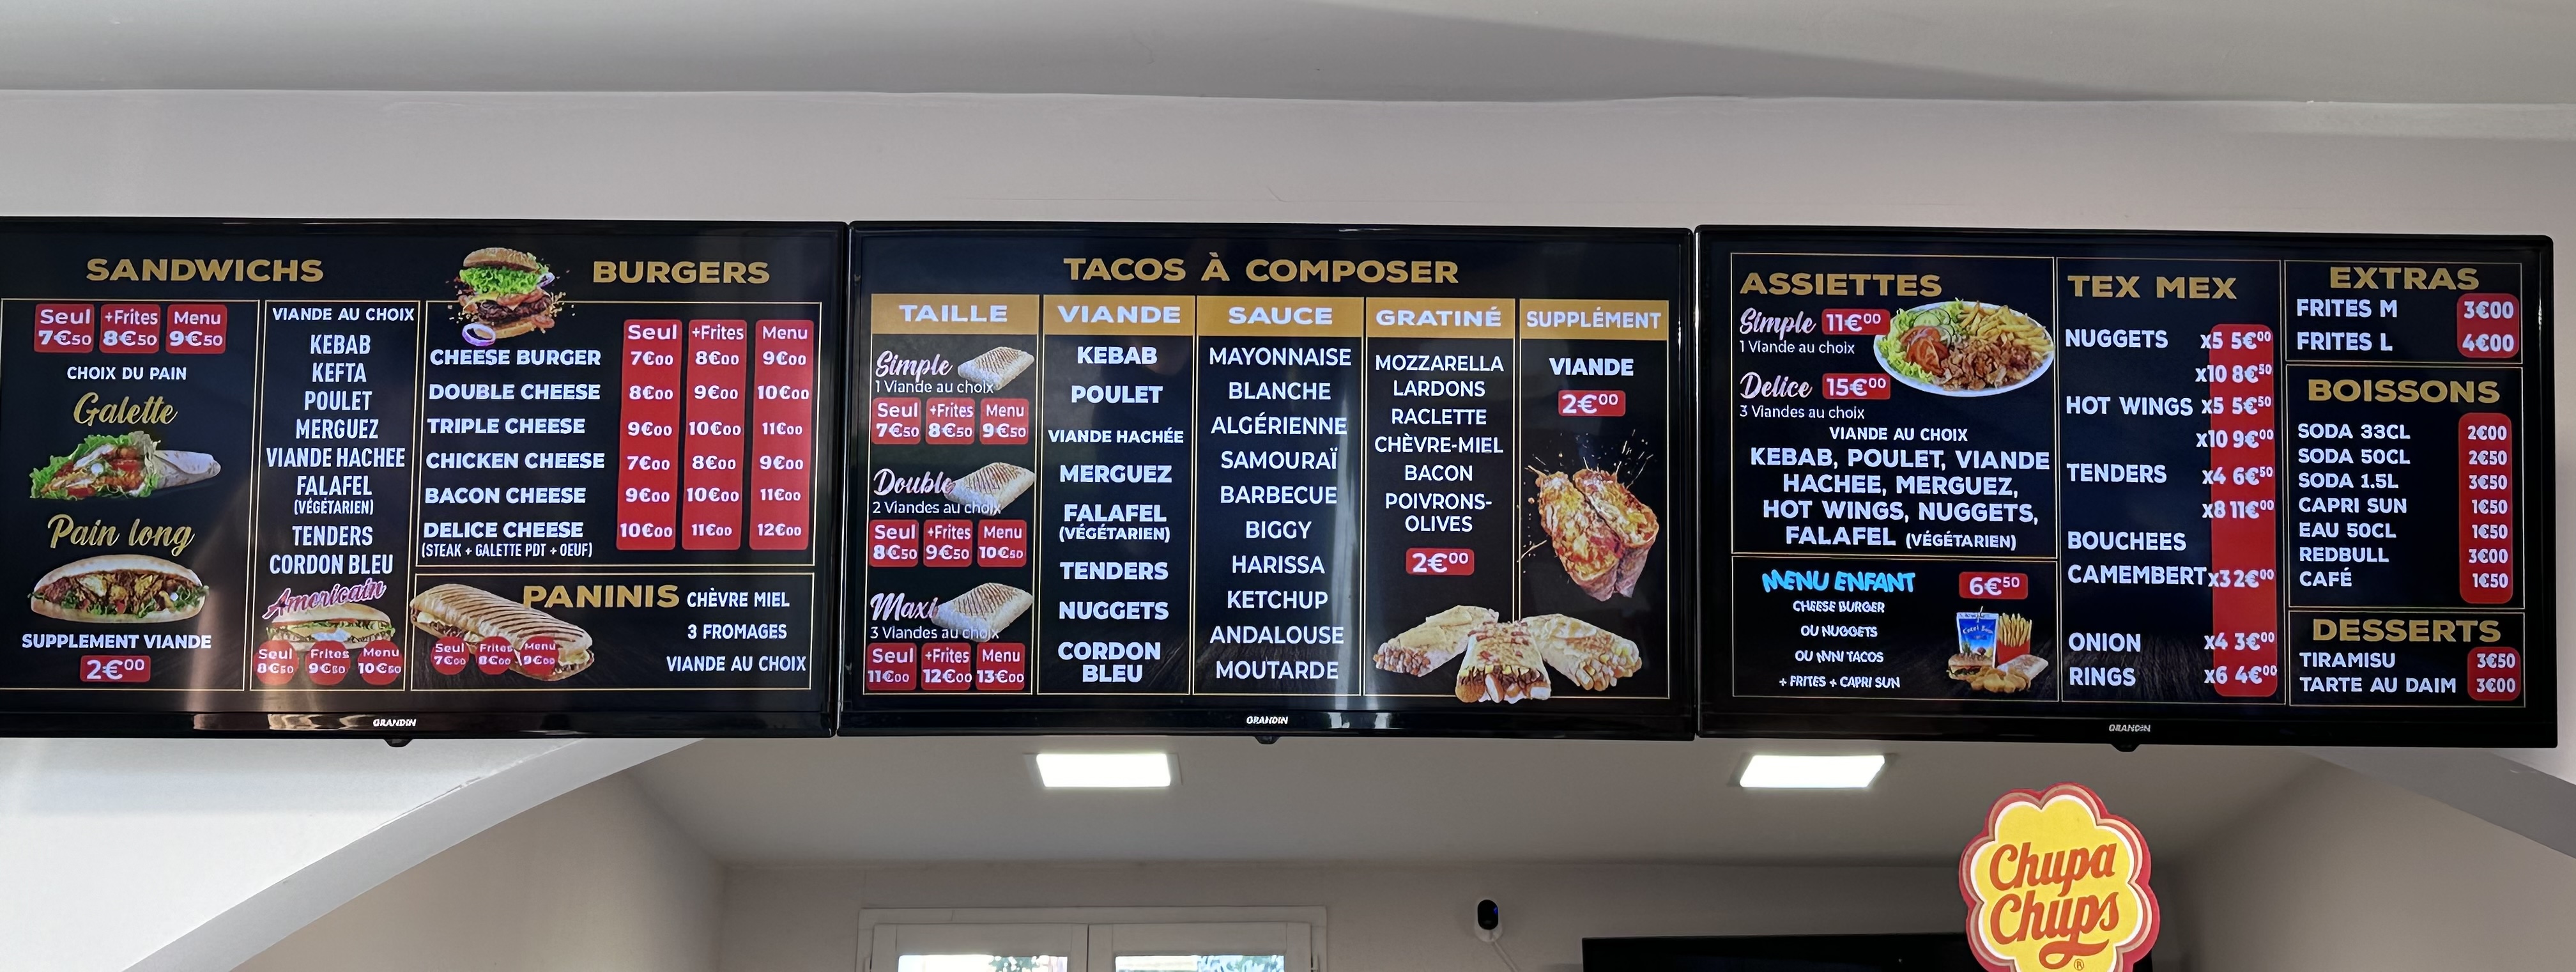 SANDWICHS
Seul +Frites Menu
7€50 8€50 9€50
CHOIX DU PAIN
Galette
Pain long
SUPPLEMENT VIANDE
2€00
VIANDE AU CHOIX
KEBAB
KEFTA
POULET
MERGUEZ
VIANDE HACHEE
FALAFEL
(VÉGÉTARIEN)
TENDERS
CORDON BLEU
Americain
Seul Frites Menu
8€50 9€50 10€50
BURGERS
Seul +Frites Menu
CHEESE BURGER 7€00 8€00 9€00
DOUBLE CHEESE 8€00 9€00 10€00
TRIPLE CHEESE 9€00 10€00 11€00
CHICKEN CHEESE 7€00 8€00 9€00
BACON CHEESE 9€00 10€00 11€00
DELICE CHEESE 10€00 11€00 12€00
(STEAK + GALETTE PDT + OEUF)
PANINIS
Seul Frites Menu
7€00 8€00 9€00
CHÈVRE MIEL
3 FROMAGES
VIANDE AU CHOIX
GRANDIN
TACOS À COMPOSER
TAILLE
Simple
1 Viande au choix
Seul +Frites Menu
7€50 8€50 9€50
Double
2 Viandes au choix
Seul +Frites Menu
8€50 9€50 10€50
Maxi
3 Viandes au choix
Seul +Frites Menu
11€00 12€00 13€00
VIANDE
KEBAB
POULET
VIANDE HACHÉE
MERGUEZ
FALAFEL
(VÉGÉTARIEN)
TENDERS
NUGGETS
CORDON
BLEU
SAUCE
MAYONNAISE
BLANCHE
ALGÉRIENNE
SAMOURAÏ
BARBECUE
BIGGY
HARISSA
KETCHUP
ANDALOUSE
MOUTARDE
GRATINÉ
MOZZARELLA
LARDONS
RACLETTE
CHÈVRE-MIEL
BACON
POIVRONS-
OLIVES
2€00
SUPPLÉMENT
VIANDE
2€00
GRANDIN
ASSIETTES
Simple 11€00
1 Viande au choix
Delice 15€00
3 Viandes au choix
VIANDE AU CHOIX
KEBAB, POULET, VIANDE
HACHEE, MERGUEZ,
HOT WINGS, NUGGETS,
FALAFEL (VÉGÉTARIEN)
MENU ENFANT 6€50
CHEESE BURGER
OU NUGGETS
OU MINI TACOS
+ FRITES + CAPRI SUN
TEX MEX
NUGGETS x5 5€00
x10 8€50
HOT WINGS x5 5€50
x10 9€00
TENDERS x4 6€50
x8 11€00
BOUCHEES
CAMEMBERT x3 2€00
ONION x4 3€00
RINGS x6 4€00
EXTRAS
FRITES M 3€00
FRITES L 4€00
BOISSONS
SODA 33CL 2€00
SODA 50CL 2€50
SODA 1.5L 3€50
CAPRI SUN 1€50
EAU 50CL 1€50
REDBULL 3€00
CAFÉ 1€50
DESSERTS
TIRAMISU 3€50
TARTE AU DAIM 3€00
GRANDIN
Chupa
Chups
®